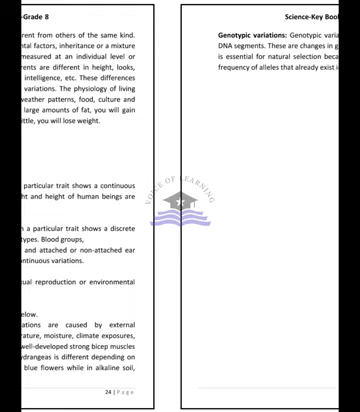 -Grade 8
rent from others of the same kind.
ntal factors, inheritance or a mixture
measured at an individual level or
rents are different in height, looks,
intelligence, etc. These differences
variations. The physiology of living
weather patterns, food, culture and
large amounts of fat, you will gain
ittle, you will lose weight.
particular trait shows a continuous
ht and height of human beings are
n a particular trait shows a discrete
types. Blood groups,
and attached or non-attached ear
ontinuous variations.
ual reproduction or environmental
elow.
ations are caused by external
rature, moisture, climate exposures,
well-developed strong bicep muscles
ydrangeas is different depending on
blue flowers while in alkaline soil,
24 | Page
Science-Key Boo
Genotypic variations: Genotypic varia
DNA segments. These are changes in g
is essential for natural selection beca
frequency of alleles that already exist i
VOICE OF LEARNING